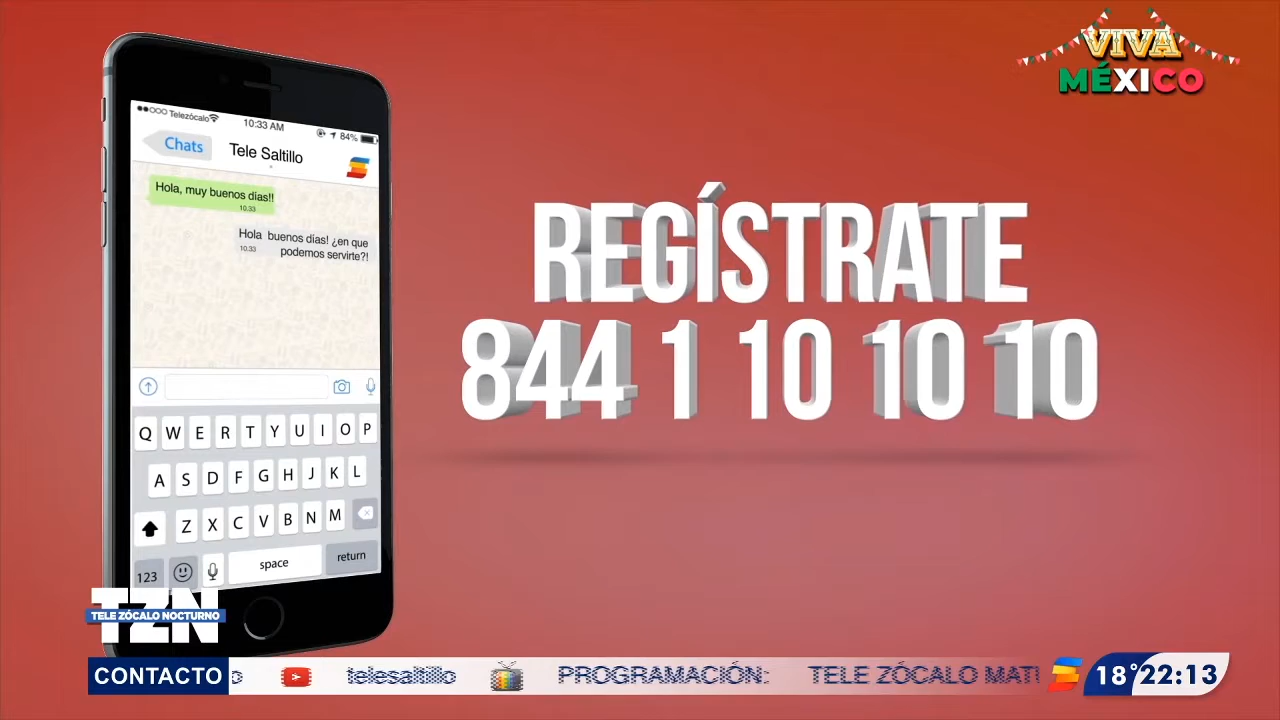 VIVA
MÉXICO
Telezócalo
10:33 AM
84%
Chats
Tele Saltillo
Hola, muy buenos días!!
10.33
Hola buenos días! ¿en que
10.33
podemos servirte?!
REGÍSTRATE
844 1 10 10 10
Q W E R T Y U I O P
A S D F G H J K L
Z X C V B N M
123
space
return
TZN
TELE ZÓCALO NOCTURNO
CONTACTO
telesaltillo
PROGRAMACIÓN:
TELE ZÓCALO
18° 22:13